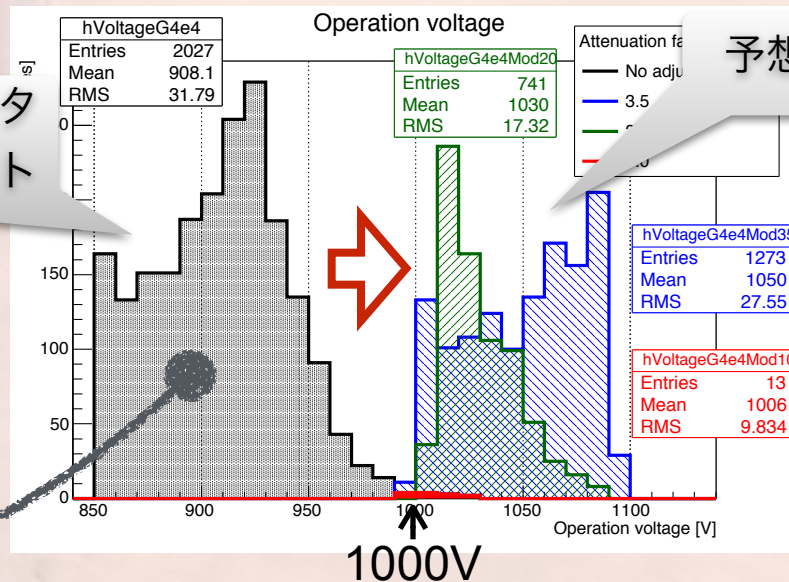 Operation voltage
hVoltageG4e4
Entries 2027
Mean 908.1
RMS 31.79
hVoltageG4e4Mod20
Entries 741
Mean 1030
RMS 17.32
Attenuation
No
3.5
予想
タ
ト
hVoltageG4e4Mod35
Entries 1273
Mean 1050
RMS 27.55
hVoltageG4e4Mod10
Entries 13
Mean 1006
RMS 9.834
150
100
50
0
850 900 950 1000 1050 1100
Operation voltage [V]
1000V